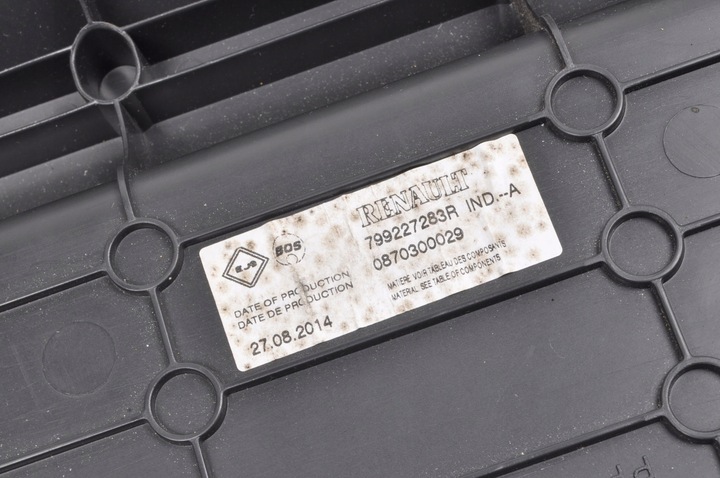 BOS
RENAULT
799227283R IND.--A
0870300029
DATE OF PRODUCTION
DATE DE PRODUCTION
27.08.2014
MATIERE VOIR TABLEAU DES COMPOSANTS
MATERIAL SEE TABLE OF COMPONENTS